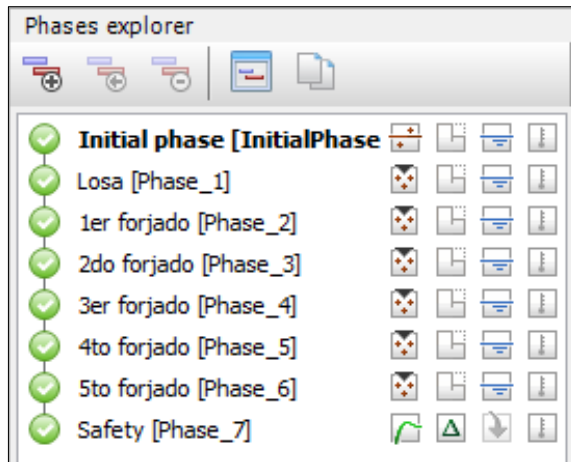 Phases explorer
Initial phase [InitialPhase
Losa [Phase_1]
1er forjado [Phase_2]
2do forjado [Phase_3]
3er forjado [Phase_4]
4to forjado [Phase_5]
5to forjado [Phase_6]
Safety [Phase_7]